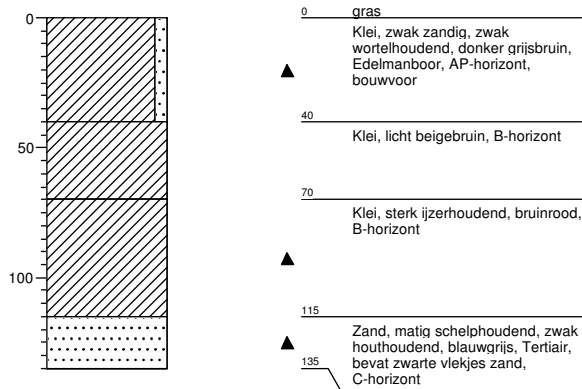 0
50
100
0 gras
Klei, zwak zandig, zwak
wortelhoudend, donker grijsbruin,
Edelmanboor, AP-horizont,
bouwvoor
40
Klei, licht beigebruin, B-horizont
70
Klei, sterk ijzerhoudend, bruinrood,
B-horizont
115
Zand, matig schelphoudend, zwak
houthoudend, blauwgrijs, Tertiair,
bevat zwarte vlekjes zand,
C-horizont
135